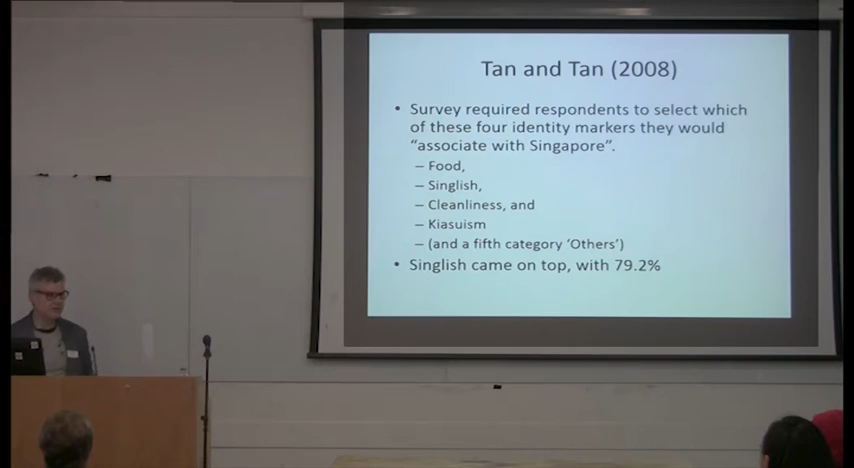 Tan and Tan (2008)
• Survey required respondents to select which
of these four identity markers they would
“associate with Singapore”.
– Food,
– Singlish,
– Cleanliness, and
– Kiasuism
– (and a fifth category ‘Others’)
• Singlish came on top, with 79.2%